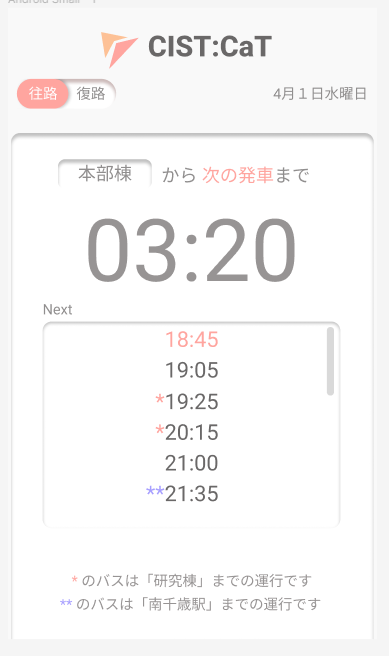 Android Small - 1
CIST:CaT
往路 復路 4月１日水曜日
本部棟 から 次の発車まで
03:20
Next
18:45
19:05
*19:25
*20:15
21:00
**21:35
* のバスは「研究棟」までの運行です
** のバスは「南千歳駅」までの運行です